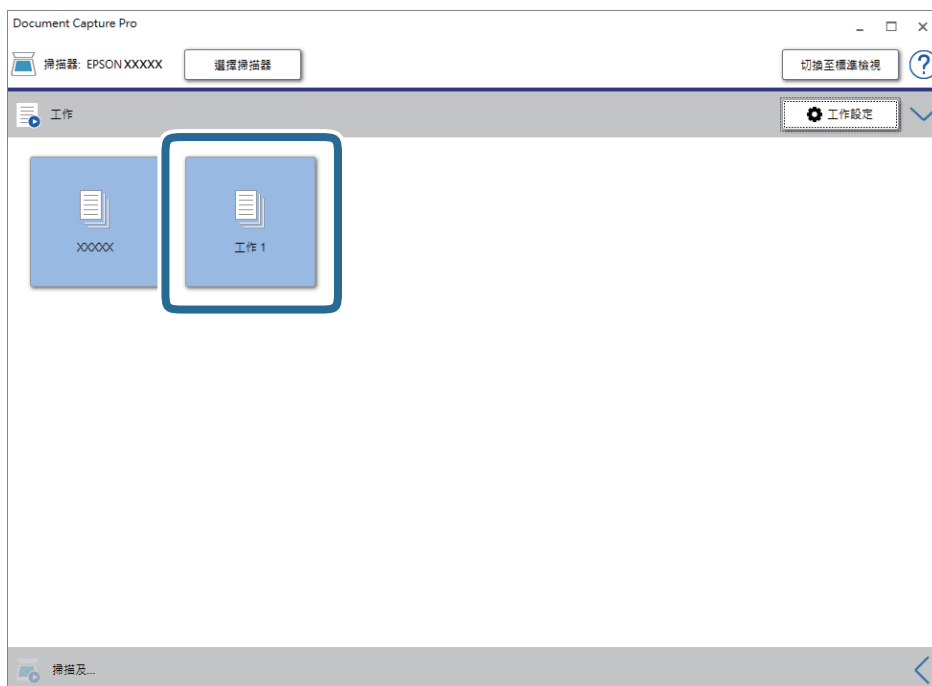 Document Capture Pro
掃描器: EPSON XXXXX
選擇掃描器
切換至標準檢視
?
工作
工作設定
XXXXX
工作 1
掃描及...